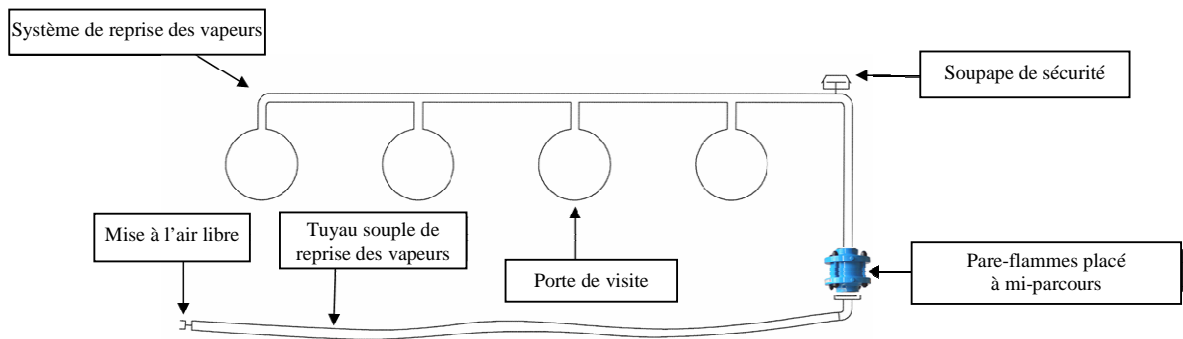 Système de reprise des vapeurs
Soupape de sécurité
Mise à l'air libre
Tuyau souple de
reprise des vapeurs
Porte de visite
Pare-flammes placé
à mi-parcours